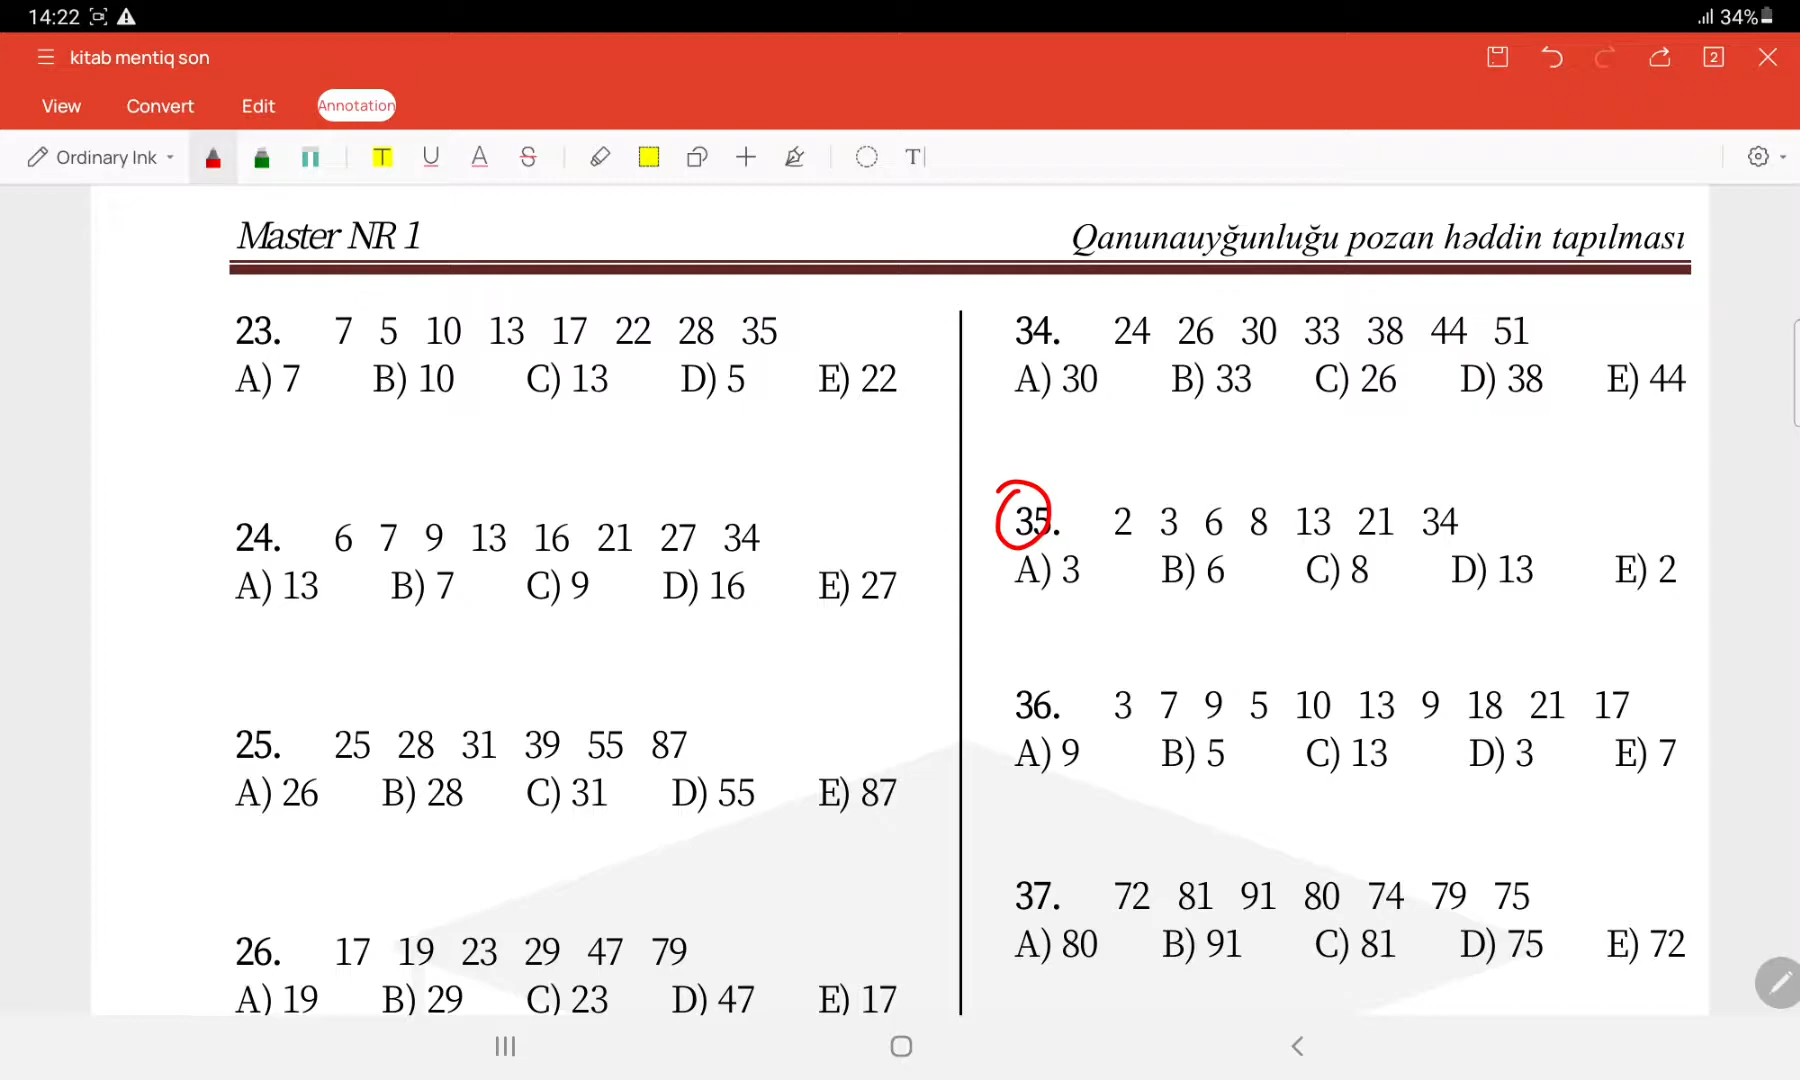 14:22 34%
kitab mentiq son 2
View Convert Edit Annotation
Ordinary Ink T U A S T
Master NR 1 Qanunauyğunluğu pozan həddin tapılması
23. 7 5 10 13 17 22 28 35
A) 7 B) 10 C) 13 D) 5 E) 22
24. 6 7 9 13 16 21 27 34
A) 13 B) 7 C) 9 D) 16 E) 27
25. 25 28 31 39 55 87
A) 26 B) 28 C) 31 D) 55 E) 87
26. 17 19 23 29 47 79
A) 19 B) 29 C) 23 D) 47 E) 17
34. 24 26 30 33 38 44 51
A) 30 B) 33 C) 26 D) 38 E) 44
35. 2 3 6 8 13 21 34
A) 3 B) 6 C) 8 D) 13 E) 2
36. 3 7 9 5 10 13 9 18 21 17
A) 9 B) 5 C) 13 D) 3 E) 7
37. 72 81 91 80 74 79 75
A) 80 B) 91 C) 81 D) 75 E) 72